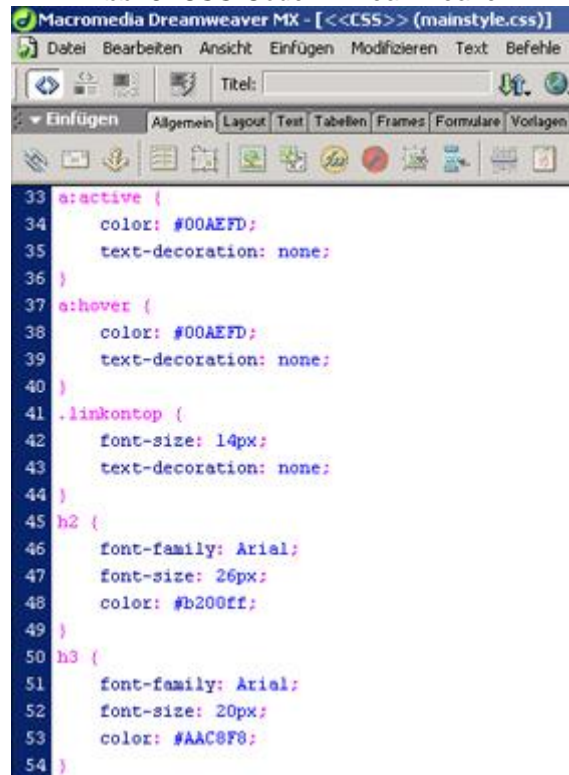 Macromedia Dreamweaver MX - [<<CSS>> (mainstyle.css)]
Datei Bearbeiten Ansicht Einfügen Modifizieren Text Befehle
Titel:
Einfügen Allgemein Layout Text Tabellen Frames Formulare Vorlagen
33 a:active {
34 color: #00AEFD;
35 text-decoration: none;
36 }
37 a:hover {
38 color: #00AEFD;
39 text-decoration: none;
40 }
41 .linkontop {
42 font-size: 14px;
43 text-decoration: none;
44 }
45 h2 {
46 font-family: Arial;
47 font-size: 26px;
48 color: #b200ff;
49 }
50 h3 {
51 font-family: Arial;
52 font-size: 20px;
53 color: #AAC8F8;
54 }